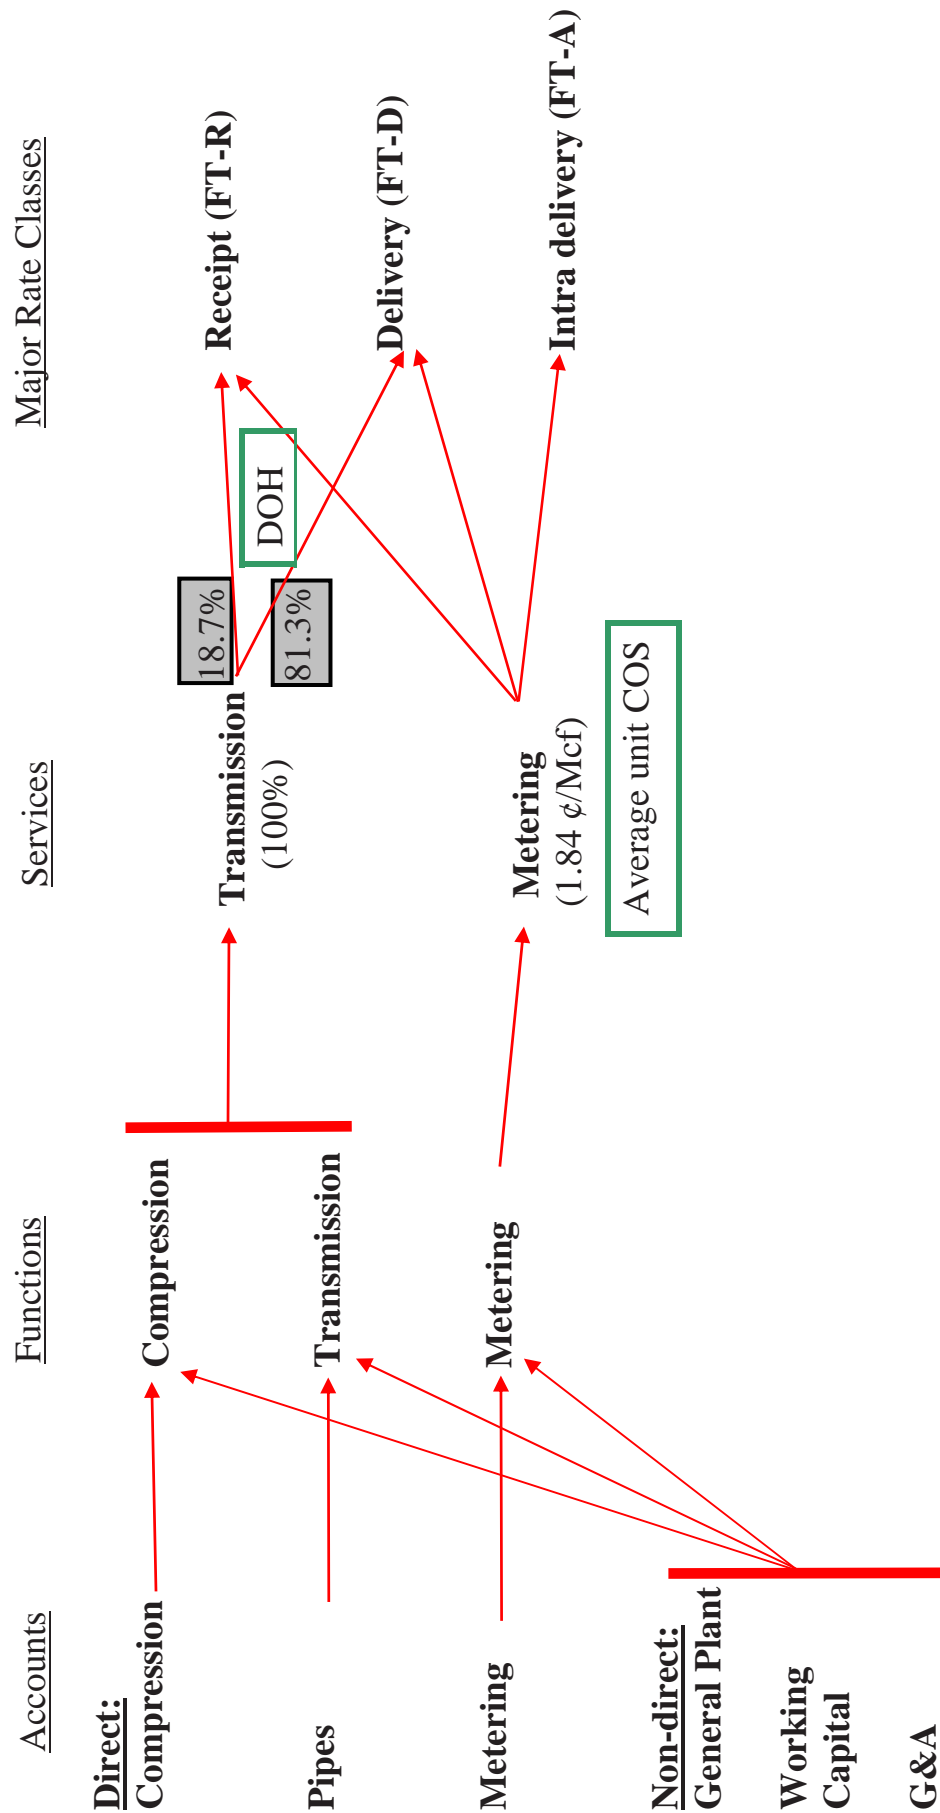 Accounts
Functions
Services
Major Rate Classes
Direct:
Compression
Pipes
Metering
Non-direct:
General Plant
Working
Capital
G&A
Compression
Transmission
Metering
Transmission
(100%)
18.7%
81.3%
DOH
Metering
(1.84 ¢/Mcf)
Average unit COS
Receipt (FT-R)
Delivery (FT-D)
Intra delivery (FT-A)